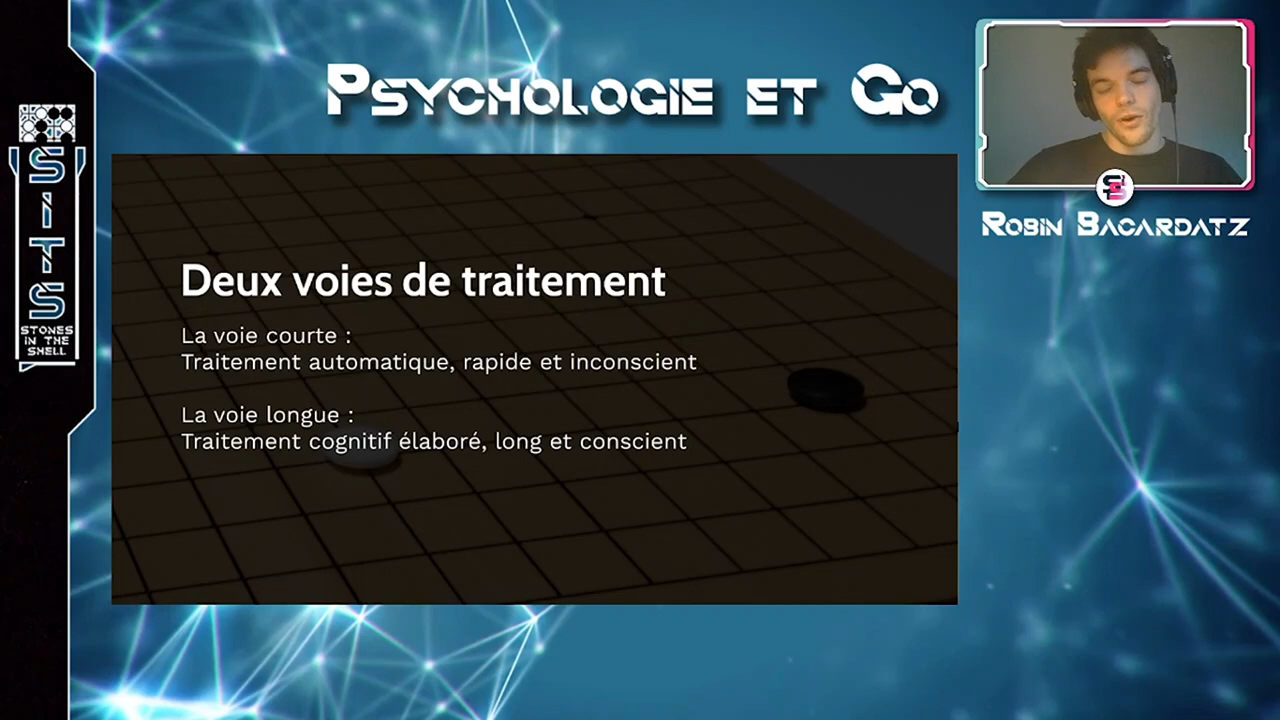 PSYCHOLOGIE ET GO
SITS
STONES
IN THE
SHELL
ROBIN BACARDATZ
Deux voies de traitement
La voie courte :
Traitement automatique, rapide et inconscient
La voie longue :
Traitement cognitif élaboré, long et conscient